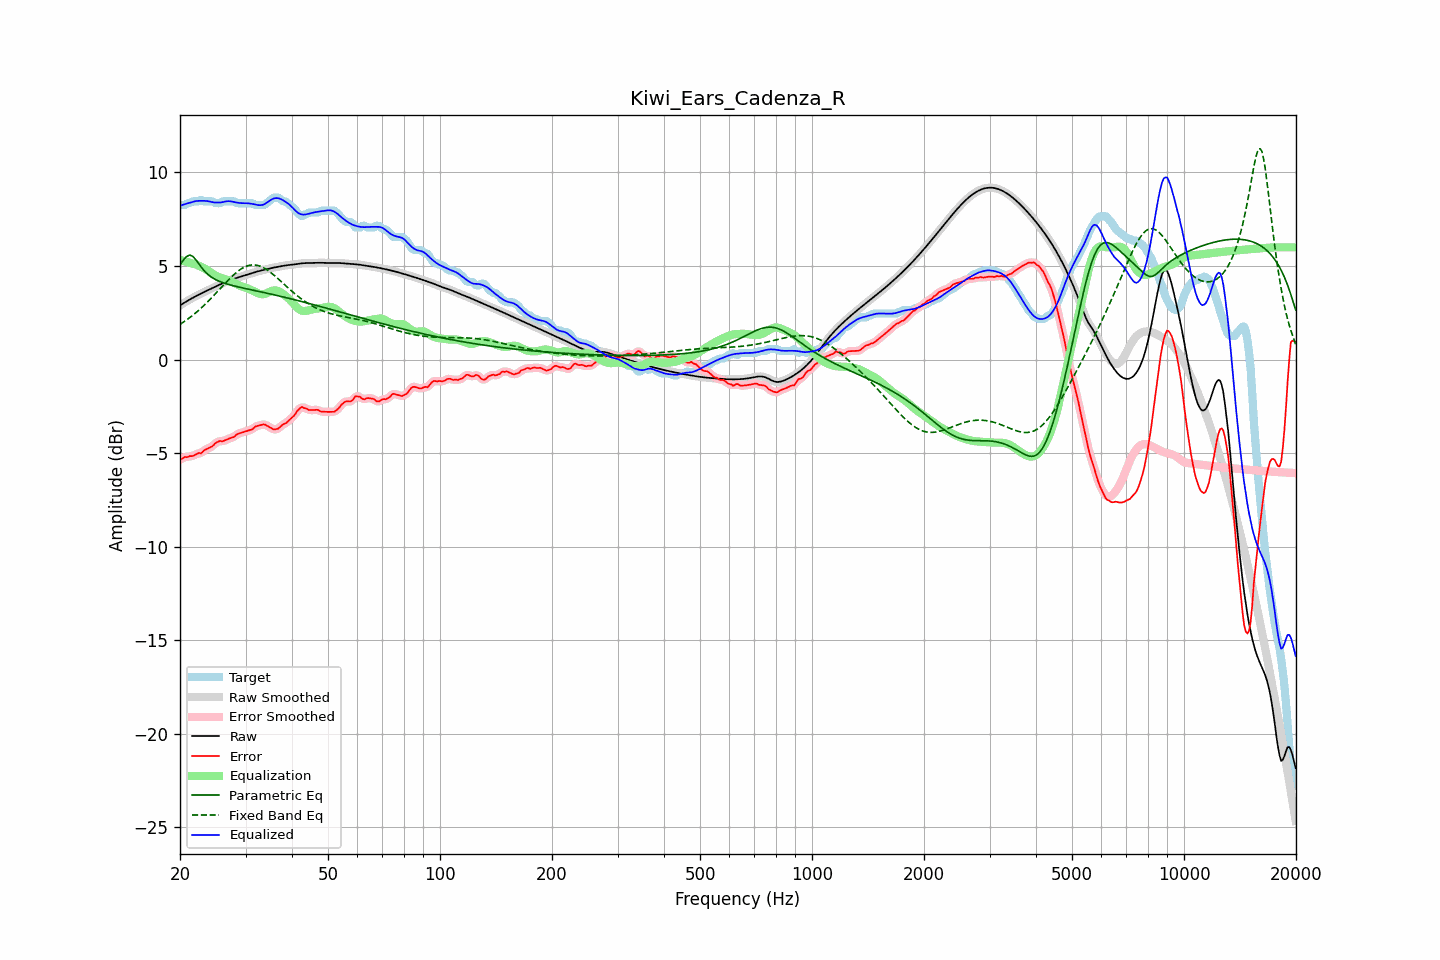 Kiwi_Ears_Cadenza_R
Amplitude (dBr)
10
5
0
−5
−10
−15
−20
−25
Target
Raw Smoothed
Error Smoothed
Raw
Error
Equalization
Parametric Eq
Fixed Band Eq
Equalized
20
50
100
200
500
1000
2000
5000
10000
20000
Frequency (Hz)